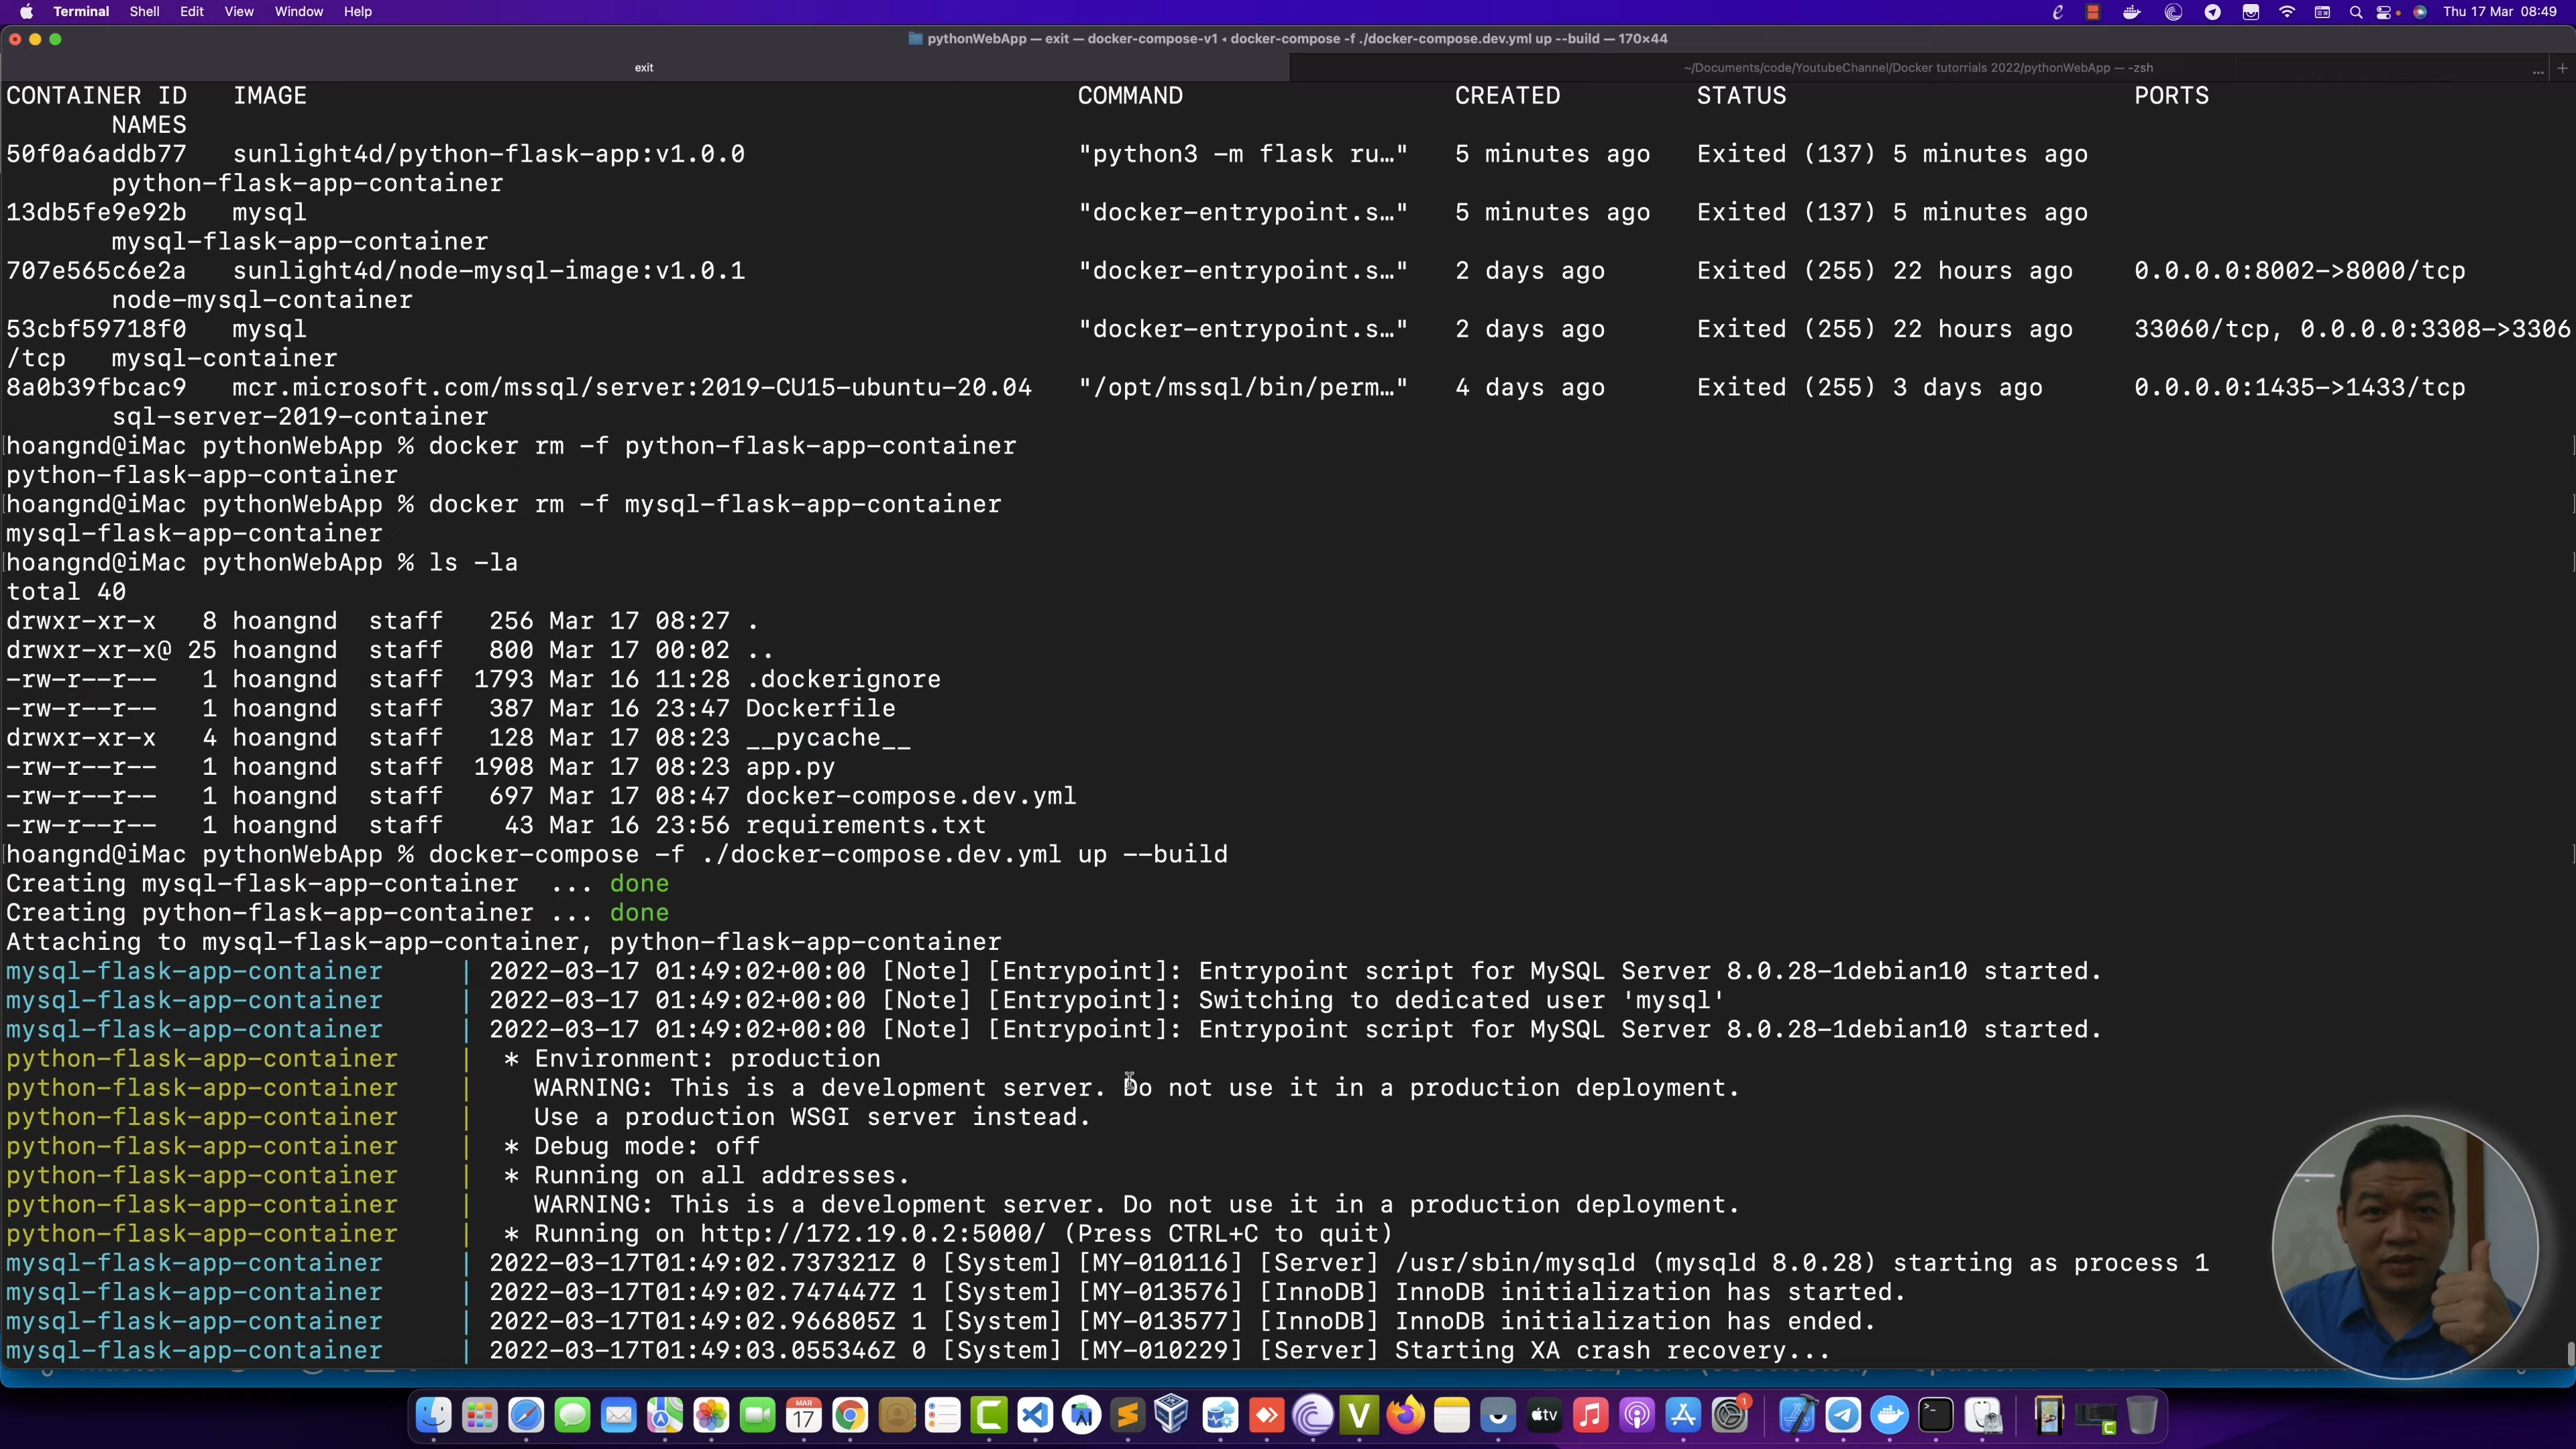 Terminal Shell Edit View Window Help
Thu 17 Mar 08:49
pythonWebApp — exit — docker-compose-v1 ◂ docker-compose -f ./docker-compose.dev.yml up --build — 170×44
exit
~/Documents/code/YoutubeChannel/Docker tutorrials 2022/pythonWebApp — -zsh
CONTAINER ID IMAGE COMMAND CREATED STATUS PORTS
NAMES
50f0a6addb77 sunlight4d/python-flask-app:v1.0.0 "python3 -m flask ru…" 5 minutes ago Exited (137) 5 minutes ago
python-flask-app-container
13db5fe9e92b mysql "docker-entrypoint.s…" 5 minutes ago Exited (137) 5 minutes ago
mysql-flask-app-container
707e565c6e2a sunlight4d/node-mysql-image:v1.0.1 "docker-entrypoint.s…" 2 days ago Exited (255) 22 hours ago 0.0.0.0:8002->8000/tcp
node-mysql-container
53cbf59718f0 mysql "docker-entrypoint.s…" 2 days ago Exited (255) 22 hours ago 33060/tcp, 0.0.0.0:3308->3306
/tcp mysql-container
8a0b39fbcac9 mcr.microsoft.com/mssql/server:2019-CU15-ubuntu-20.04 "/opt/mssql/bin/perm…" 4 days ago Exited (255) 3 days ago 0.0.0.0:1435->1433/tcp
sql-server-2019-container
hoangnd@iMac pythonWebApp % docker rm -f python-flask-app-container
python-flask-app-container
hoangnd@iMac pythonWebApp % docker rm -f mysql-flask-app-container
mysql-flask-app-container
hoangnd@iMac pythonWebApp % ls -la
total 40
drwxr-xr-x 8 hoangnd staff 256 Mar 17 08:27 .
drwxr-xr-x@ 25 hoangnd staff 800 Mar 17 00:02 ..
-rw-r--r-- 1 hoangnd staff 1793 Mar 16 11:28 .dockerignore
-rw-r--r-- 1 hoangnd staff 387 Mar 16 23:47 Dockerfile
drwxr-xr-x 4 hoangnd staff 128 Mar 17 08:23 __pycache__
-rw-r--r-- 1 hoangnd staff 1908 Mar 17 08:23 app.py
-rw-r--r-- 1 hoangnd staff 697 Mar 17 08:47 docker-compose.dev.yml
-rw-r--r-- 1 hoangnd staff 43 Mar 16 23:56 requirements.txt
hoangnd@iMac pythonWebApp % docker-compose -f ./docker-compose.dev.yml up --build
Creating mysql-flask-app-container ... done
Creating python-flask-app-container ... done
Attaching to mysql-flask-app-container, python-flask-app-container
mysql-flask-app-container | 2022-03-17 01:49:02+00:00 [Note] [Entrypoint]: Entrypoint script for MySQL Server 8.0.28-1debian10 started.
mysql-flask-app-container | 2022-03-17 01:49:02+00:00 [Note] [Entrypoint]: Switching to dedicated user 'mysql'
mysql-flask-app-container | 2022-03-17 01:49:02+00:00 [Note] [Entrypoint]: Entrypoint script for MySQL Server 8.0.28-1debian10 started.
python-flask-app-container | * Environment: production
python-flask-app-container | WARNING: This is a development server. Do not use it in a production deployment.
python-flask-app-container | Use a production WSGI server instead.
python-flask-app-container | * Debug mode: off
python-flask-app-container | * Running on all addresses.
python-flask-app-container | WARNING: This is a development server. Do not use it in a production deployment.
python-flask-app-container | * Running on http://172.19.0.2:5000/ (Press CTRL+C to quit)
mysql-flask-app-container | 2022-03-17T01:49:02.737321Z 0 [System] [MY-010116] [Server] /usr/sbin/mysqld (mysqld 8.0.28) starting as process 1
mysql-flask-app-container | 2022-03-17T01:49:02.747447Z 1 [System] [MY-013576] [InnoDB] InnoDB initialization has started.
mysql-flask-app-container | 2022-03-17T01:49:02.966805Z 1 [System] [MY-013577] [InnoDB] InnoDB initialization has ended.
mysql-flask-app-container | 2022-03-17T01:49:03.055346Z 0 [System] [MY-010229] [Server] Starting XA crash recovery...
MAR
17
tv
1